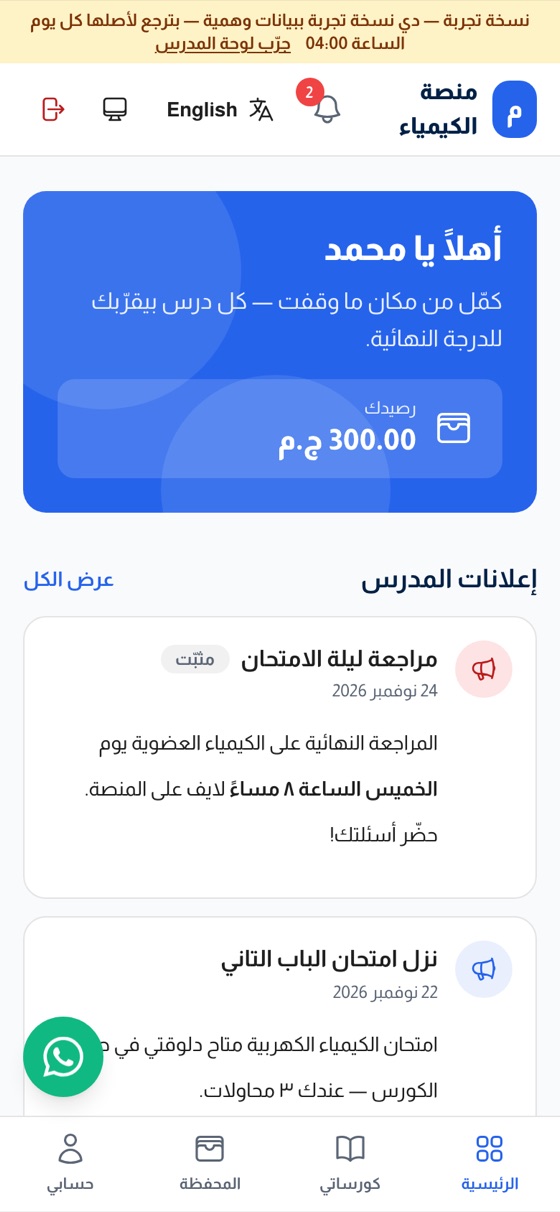 نسخة تجربة — دي نسخة تجربة ببيانات وهمية — بترجع لأصلها كل يوم
الساعة 04:00 جرّب لوحة المدرس
م
منصة
الكيمياء
2
English
أهلاً يا محمد
كمّل من مكان ما وقفت — كل درس بيقرّبك
للدرجة النهائية.
رصيدك
300.00 ج.م
إعلانات المدرس
عرض الكل
مراجعة ليلة الامتحان مثبّت
24 نوفمبر 2026
المراجعة النهائية على الكيمياء العضوية يوم
الخميس الساعة ٨ مساءً لايف على المنصة.
حضّر أسئلتك!
نزل امتحان الباب التاني
22 نوفمبر 2026
امتحان الكيمياء الكهربية متاح دلوقتي في
الكورس — عندك ٣ محاولات.
الرئيسية
كورساتي
المحفظة
حسابي